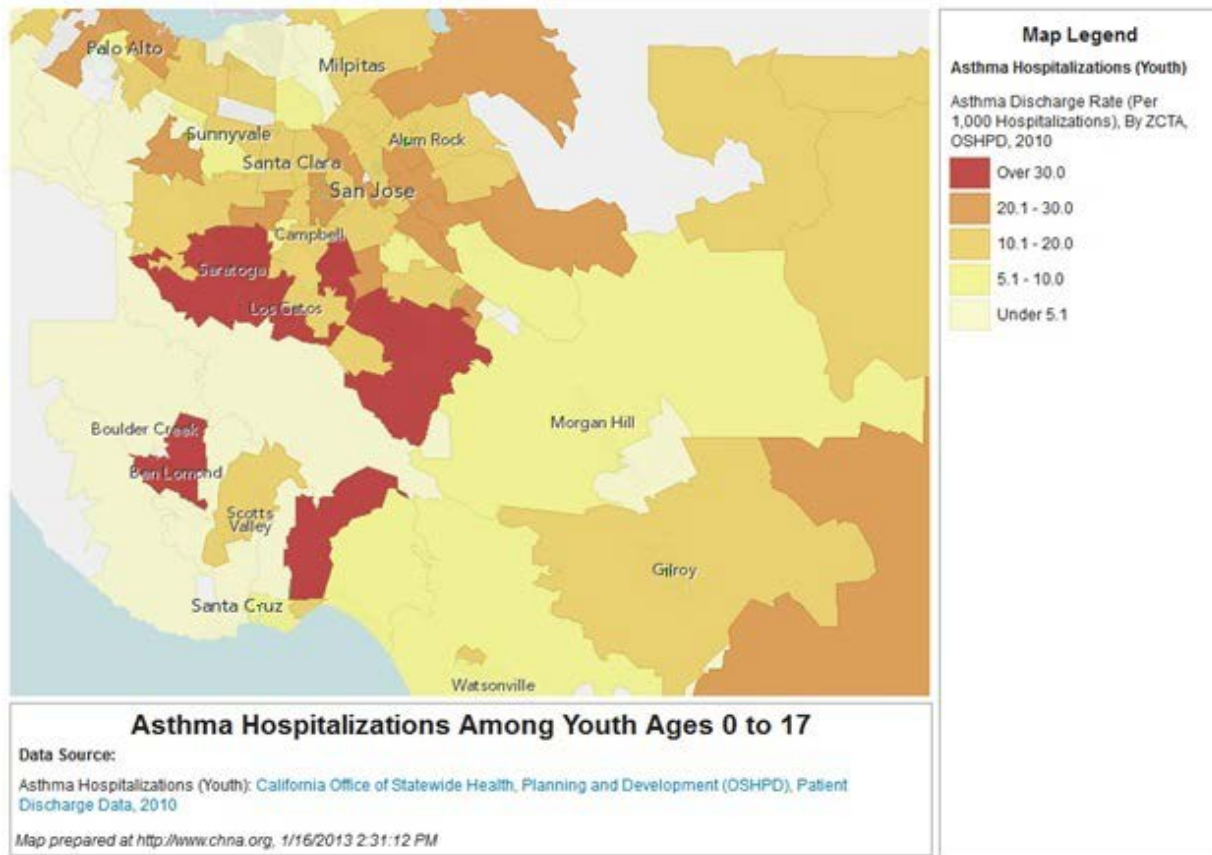 Palo Alto
Milpitas
Sunnyvale
Alum Rock
Santa Clara
San Jose
Campbell
Saratoga
Los Gatos
Boulder Creek
Morgan Hill
Ben Lomond
Scotts
Valley
Gilroy
Santa Cruz
Watsonville
Map Legend
Asthma Hospitalizations (Youth)
Asthma Discharge Rate (Per
1,000 Hospitalizations), By ZCTA,
OSHPD, 2010
Over 30.0
20.1 - 30.0
10.1 - 20.0
5.1 - 10.0
Under 5.1
Asthma Hospitalizations Among Youth Ages 0 to 17
Data Source:
Asthma Hospitalizations (Youth): California Office of Statewide Health, Planning and Development (OSHPD), Patient
Discharge Data, 2010
Map prepared at http://www.chna.org, 1/16/2013 2:31:12 PM